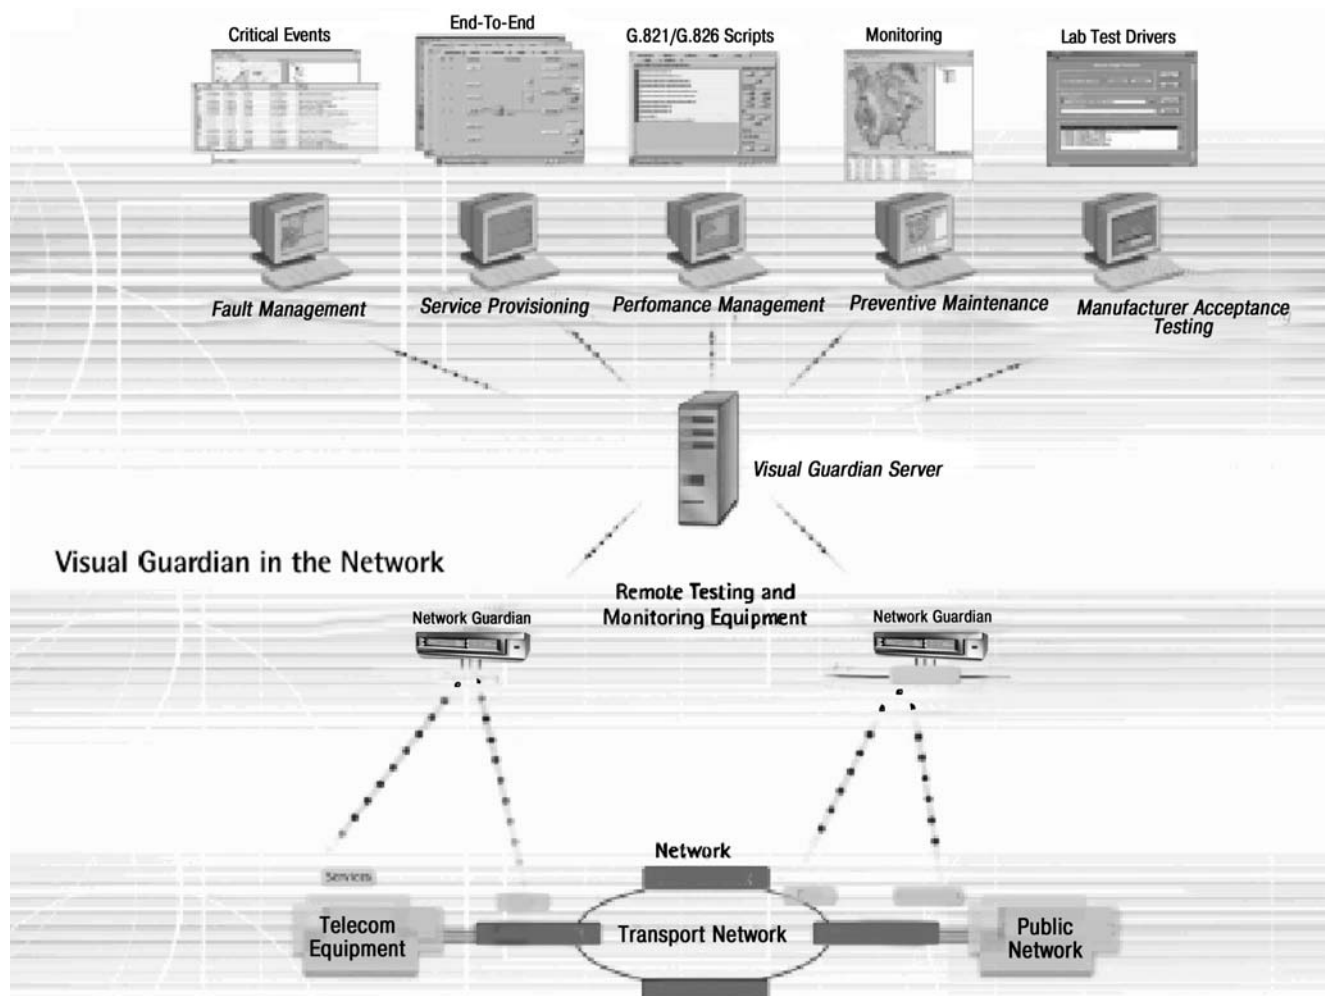 Critical Events
End-To-End
G.821/G.826 Scripts
Monitoring
Lab Test Drivers
Fault Management
Service Provisioning
Perfomance Management
Preventive Maintenance
Manufacturer Acceptance
Testing
Visual Guardian Server
Visual Guardian in the Network
Remote Testing and
Monitoring Equipment
Network Guardian
Network Guardian
Network
Services
Telecom
Equipment
Transport Network
Public
Network